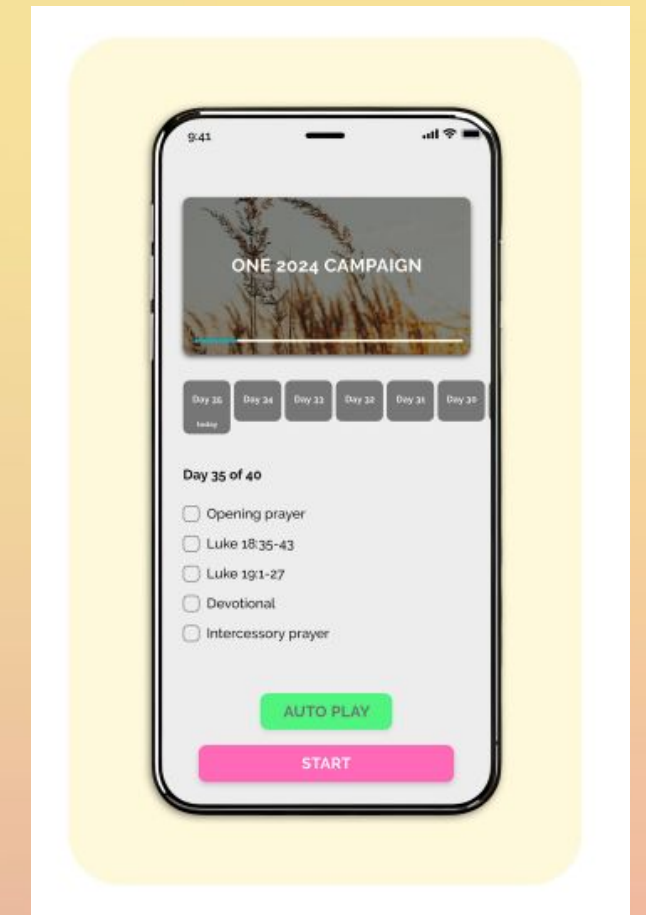 9:41
ONE 2024 CAMPAIGN
Day 35 Day 34 Day 33 Day 32 Day 31 Day 30
today
Day 35 of 40
Opening prayer
Luke 18:35-43
Luke 19:1-27
Devotional
Intercessory prayer
AUTO PLAY
START